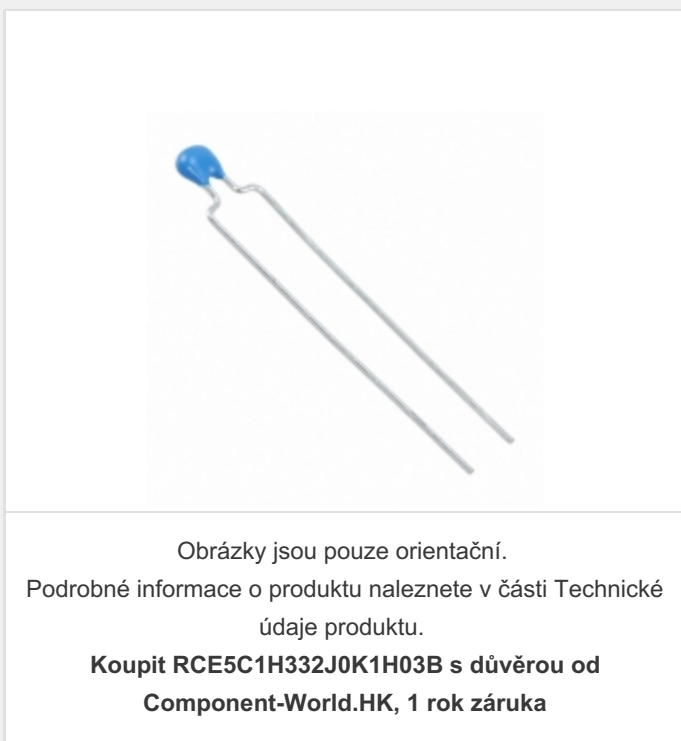 Obrázky jsou pouze orientační.
Podrobné informace o produktu naleznete v části Technické
údaje produktu.
Koupit RCE5C1H332J0K1H03B s důvěrou od
Component-World.HK, 1 rok záruka